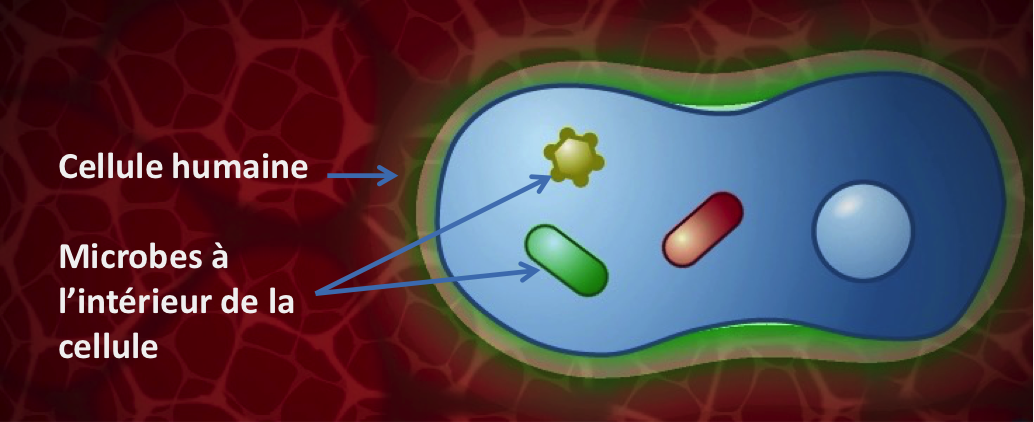 Cellule humaine
Microbes à
l’intérieur de la
cellule